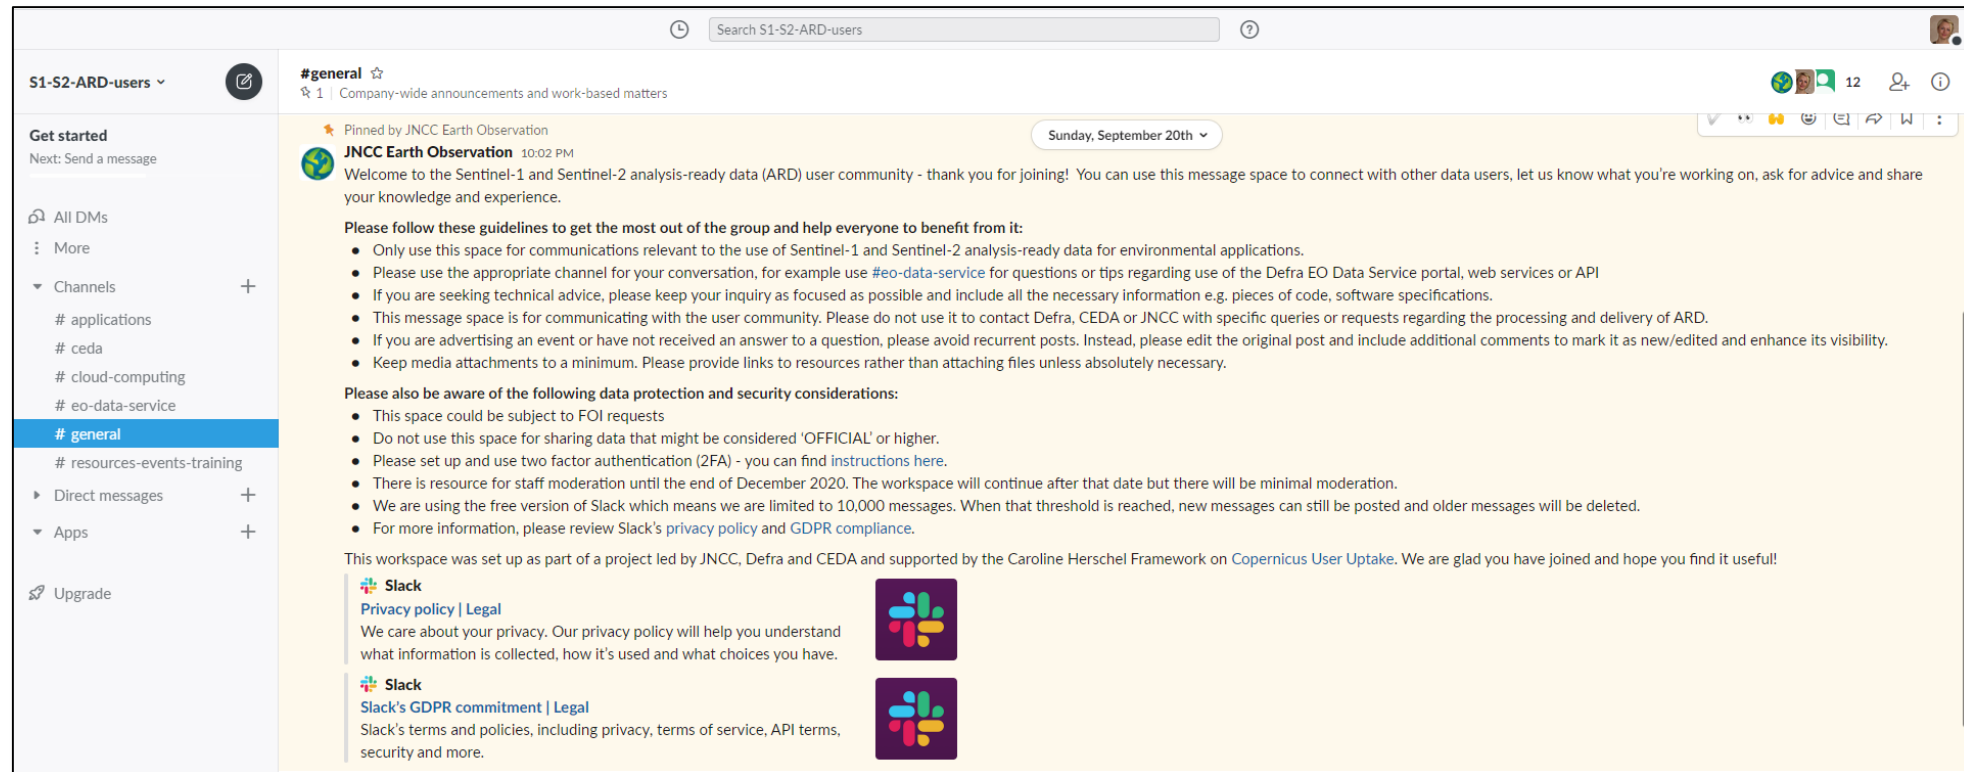 Search S1-S2-ARD-users
S1-S2-ARD-users
Get started
Next: Send a message
All DMs
More
Channels
# applications
# ceda
# cloud-computing
# eo-data-service
# general
# resources-events-training
Direct messages
Apps
Upgrade
#general
1 | Company-wide announcements and work-based matters
12
Pinned by JNCC Earth Observation
Sunday, September 20th
JNCC Earth Observation 10:02 PM
Welcome to the Sentinel-1 and Sentinel-2 analysis-ready data (ARD) user community - thank you for joining! You can use this message space to connect with other data users, let us know what you're working on, ask for advice and share
your knowledge and experience.
Please follow these guidelines to get the most out of the group and help everyone to benefit from it:
• Only use this space for communications relevant to the use of Sentinel-1 and Sentinel-2 analysis-ready data for environmental applications.
• Please use the appropriate channel for your conversation, for example use #eo-data-service for questions or tips regarding use of the Defra EO Data Service portal, web services or API
• If you are seeking technical advice, please keep your inquiry as focused as possible and include all the necessary information e.g. pieces of code, software specifications.
• This message space is for communicating with the user community. Please do not use it to contact Defra, CEDA or JNCC with specific queries or requests regarding the processing and delivery of ARD.
• If you are advertising an event or have not received an answer to a question, please avoid recurrent posts. Instead, please edit the original post and include additional comments to mark it as new/edited and enhance its visibility.
• Keep media attachments to a minimum. Please provide links to resources rather than attaching files unless absolutely necessary.
Please also be aware of the following data protection and security considerations:
• This space could be subject to FOI requests
• Do not use this space for sharing data that might be considered 'OFFICIAL' or higher.
• Please set up and use two factor authentication (2FA) - you can find instructions here.
• There is resource for staff moderation until the end of December 2020. The workspace will continue after that date but there will be minimal moderation.
• We are using the free version of Slack which means we are limited to 10,000 messages. When that threshold is reached, new messages can still be posted and older messages will be deleted.
• For more information, please review Slack's privacy policy and GDPR compliance.
This workspace was set up as part of a project led by JNCC, Defra and CEDA and supported by the Caroline Herschel Framework on Copernicus User Uptake. We are glad you have joined and hope you find it useful!
Slack
Privacy policy | Legal
We care about your privacy. Our privacy policy will help you understand
what information is collected, how it's used and what choices you have.
Slack
Slack's GDPR commitment | Legal
Slack's terms and policies, including privacy, terms of service, API terms,
security and more.